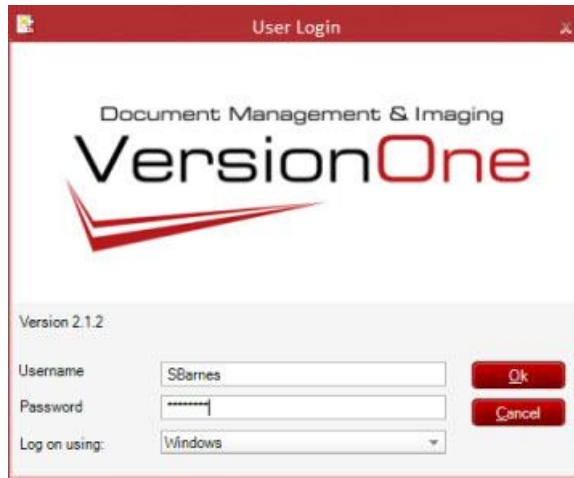 User Login
Document Management & Imaging
VersionOne
Version 2.1.2
Username SBarnes Ok
Password ******** Cancel
Log on using: Windows